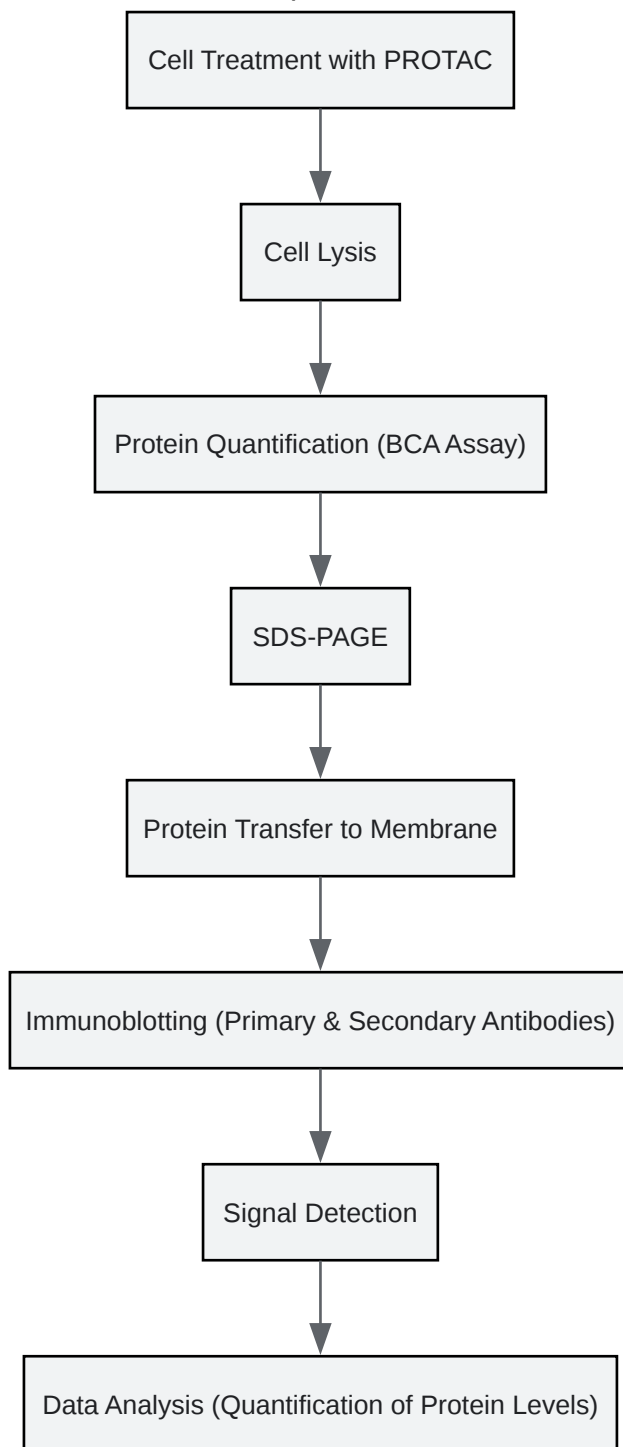 Cell Treatment with PROTAC
Cell Lysis
Protein Quantification (BCA Assay)
SDS-PAGE
Protein Transfer to Membrane
Immunoblotting (Primary & Secondary Antibodies)
Signal Detection
Data Analysis (Quantification of Protein Levels)